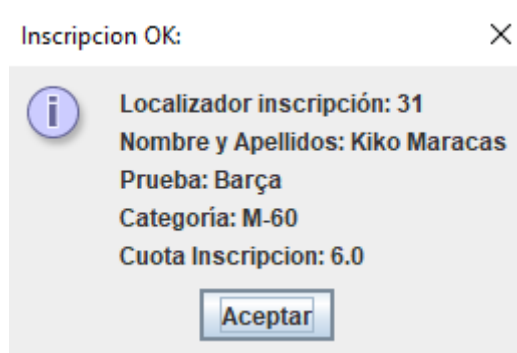 Inscripcion OK:
Localizador inscripción: 31
Nombre y Apellidos: Kiko Maracas
Prueba: Barça
Categoría: M-60
Cuota Inscripcion: 6.0
Aceptar